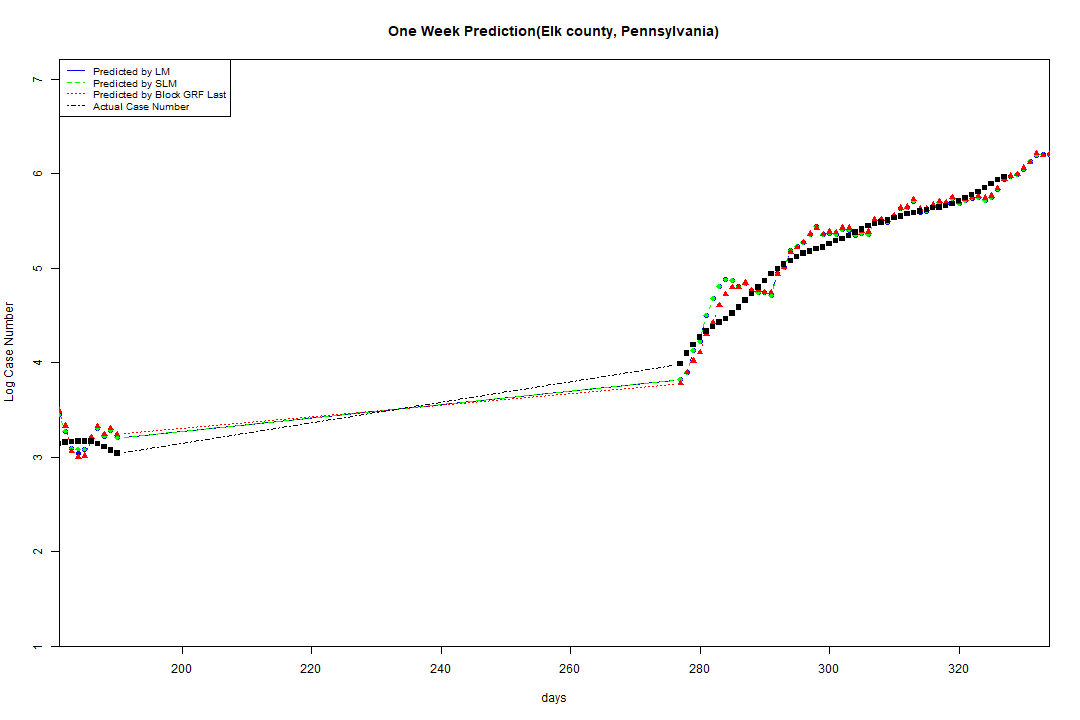 One Week Prediction(Elk county, Pennsylvania)
Predicted by LM
Predicted by SLM
Predicted by Block GRF Last
Actual Case Number
7
6
5
4
3
2
1
Log Case Number
200 220 240 260 280 300 320
days